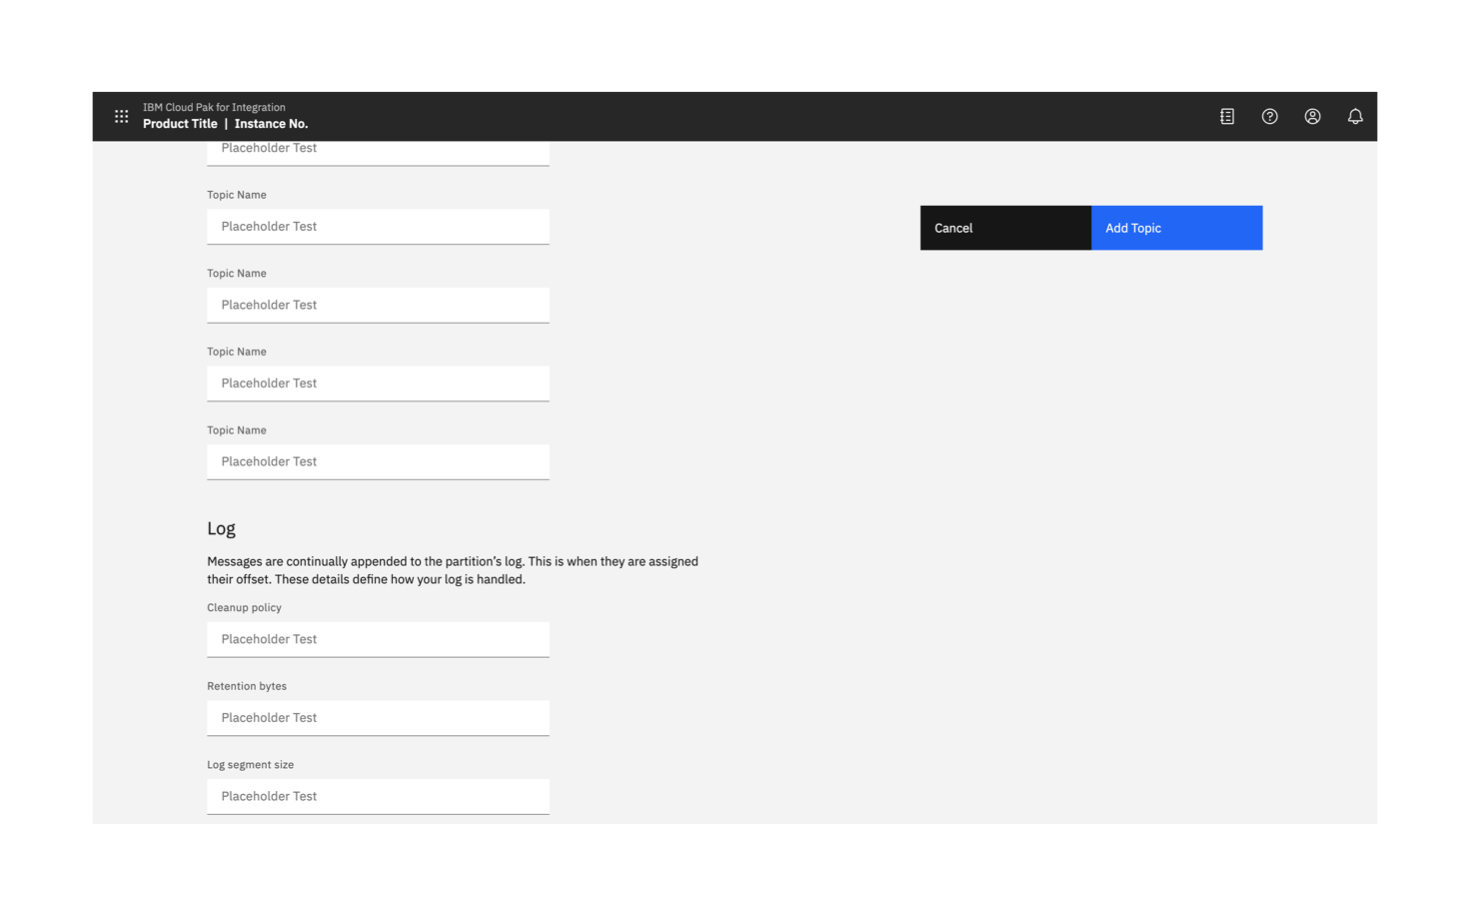 IBM Cloud Pak for Integration
Product Title | Instance No.
Placeholder Test
Topic Name
Placeholder Test
Cancel
Add Topic
Topic Name
Placeholder Test
Topic Name
Placeholder Test
Topic Name
Placeholder Test
Log
Messages are continually appended to the partition’s log. This is when they are assigned
their offset. These details define how your log is handled.
Cleanup policy
Placeholder Test
Retention bytes
Placeholder Test
Log segment size
Placeholder Test